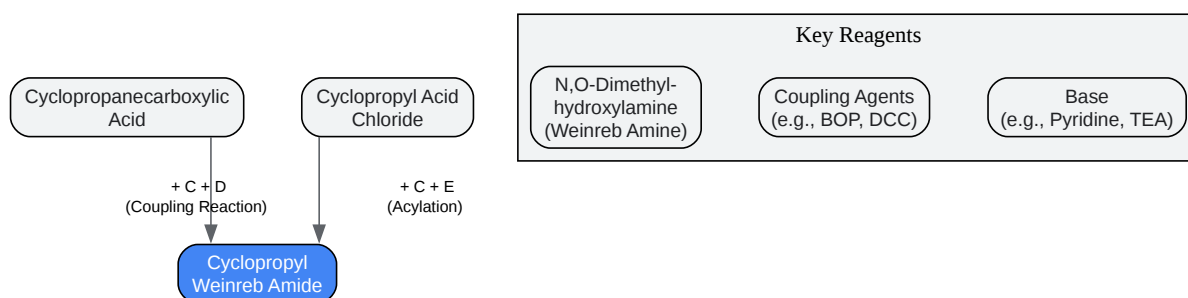 Key Reagents
Cyclopropanecarboxylic
Acid
Cyclopropyl Acid
Chloride
N,O-Dimethyl-
hydroxylamine
(Weinreb Amine)
Coupling Agents
(e.g., BOP, DCC)
Base
(e.g., Pyridine, TEA)
+ C + D
(Coupling Reaction)
+ C + E
(Acylation)
Cyclopropyl
Weinreb Amide